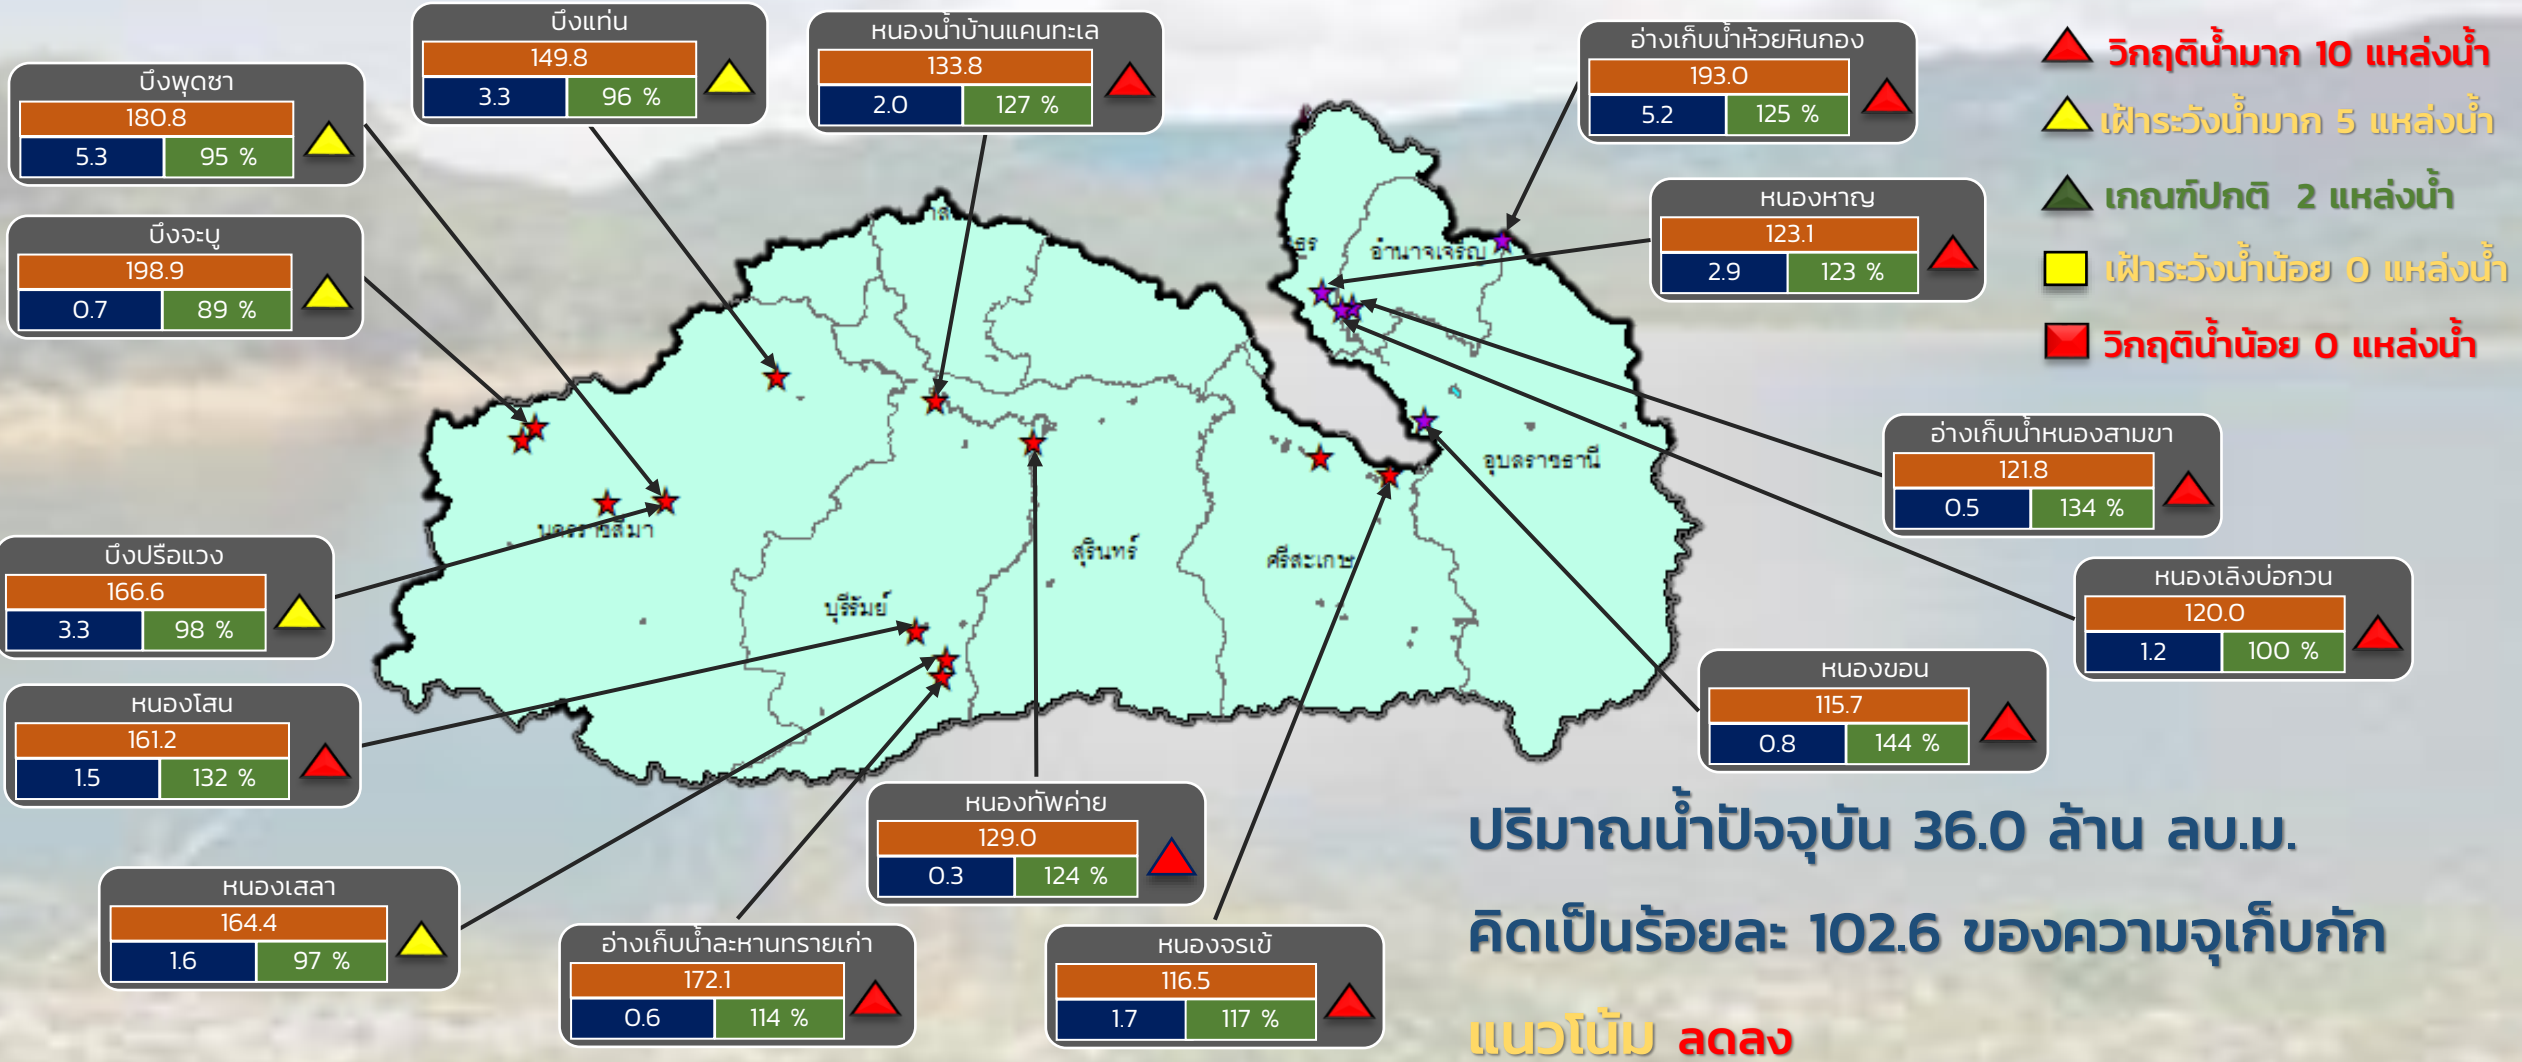 บึงแท่น
149.8
3.3 96 %
หนองน้ำบ้านแคนทะเล
133.8
2.0 127 %
อ่างเก็บน้ำห้วยหินกอง
193.0
5.2 125 %
วิกฤติน้ำมาก 10 แหล่งน้ำ
เฝ้าระวังน้ำมาก 5 แหล่งน้ำ
เกณฑ์ปกติ 2 แหล่งน้ำ
เฝ้าระวังน้ำน้อย 0 แหล่งน้ำ
วิกฤติน้ำน้อย 0 แหล่งน้ำ
บึงพุดซา
180.8
5.3 95 %
บึงจะบู
198.9
0.7 89 %
หนองหาญ
123.1
2.9 123 %
อำนาจเจริญ
อุบลราชธานี
นครราชสีมา
บุรีรัมย์
สุรินทร์
ศรีสะเกษ
อ่างเก็บน้ำหนองสามขา
121.8
0.5 134 %
บึงปรือแวง
166.6
3.3 98 %
หนองเลิงบ่อกวน
120.0
1.2 100 %
หนองขอน
115.7
0.8 144 %
หนองโสน
161.2
1.5 132 %
หนองทัพค่าย
129.0
0.3 124 %
หนองเสลา
164.4
1.6 97 %
อ่างเก็บน้ำละหานทรายเก่า
172.1
0.6 114 %
หนองจรเข้
116.5
1.7 117 %
ปริมาณน้ำปัจจุบัน 36.0 ล้าน ลบ.ม.
คิดเป็นร้อยละ 102.6 ของความจุเก็บกัก
แนวโน้ม ลดลง